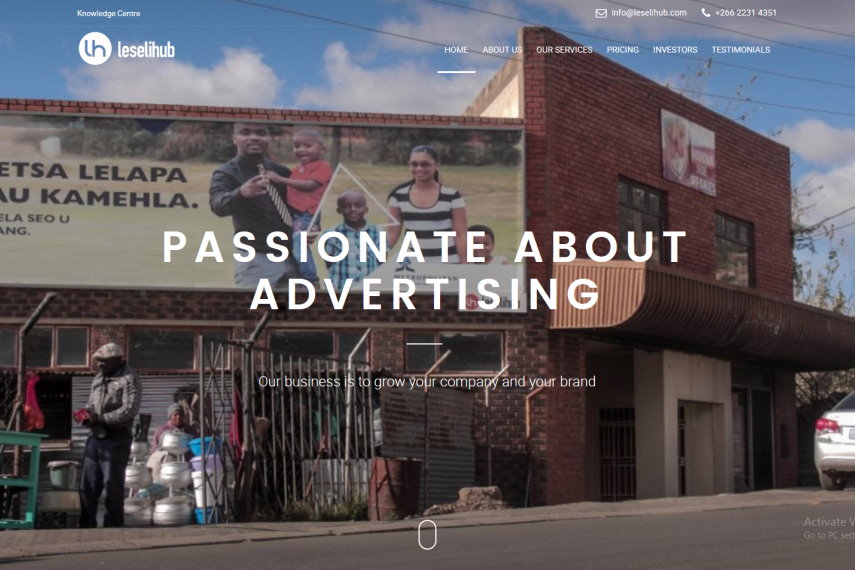 Knowledge Centre
info@leselihub.com
+266 2231 4351
lh leselihub
HOME
ABOUT US
OUR SERVICES
PRICING
INVESTORS
TESTIMONIALS
ETSA LELAPA
AU KAMEHLA.
ELA SEO U
ANG.
PASSIONATE ABOUT
ADVERTISING
Our business is to grow your company and your brand
Activate W
Go to PC sett